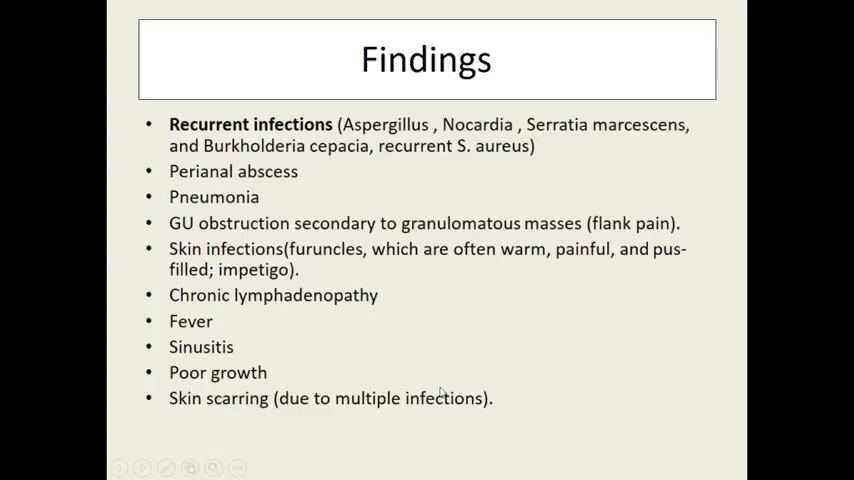 Findings
• Recurrent infections (Aspergillus , Nocardia , Serratia marcescens,
and Burkholderia cepacia, recurrent S. aureus)
• Perianal abscess
• Pneumonia
• GU obstruction secondary to granulomatous masses (flank pain).
• Skin infections(furuncles, which are often warm, painful, and pus-
filled; impetigo).
• Chronic lymphadenopathy
• Fever
• Sinusitis
• Poor growth
• Skin scarring (due to multiple infections).